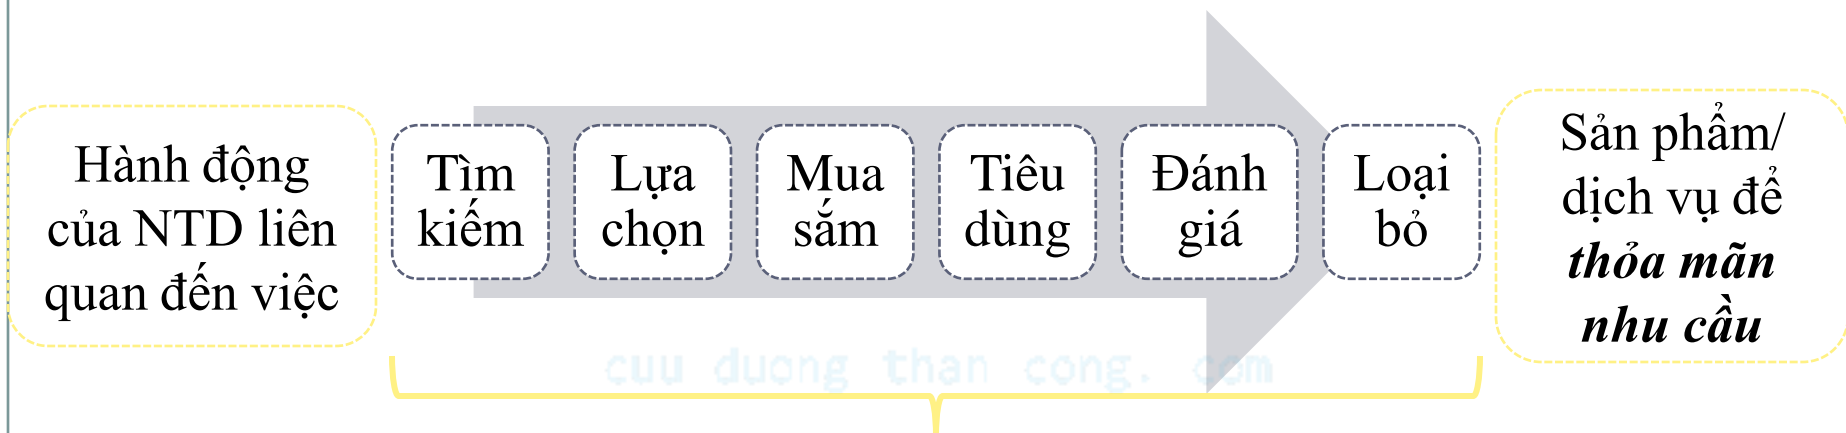 Hành động
của NTD liên
quan đến việc
Tìm
kiếm
Lựa
chọn
Mua
sắm
Tiêu
dùng
Đánh
giá
Loại
bỏ
Sản phẩm/
dịch vụ để
thỏa mãn
nhu cầu
cuu duong than cong. com